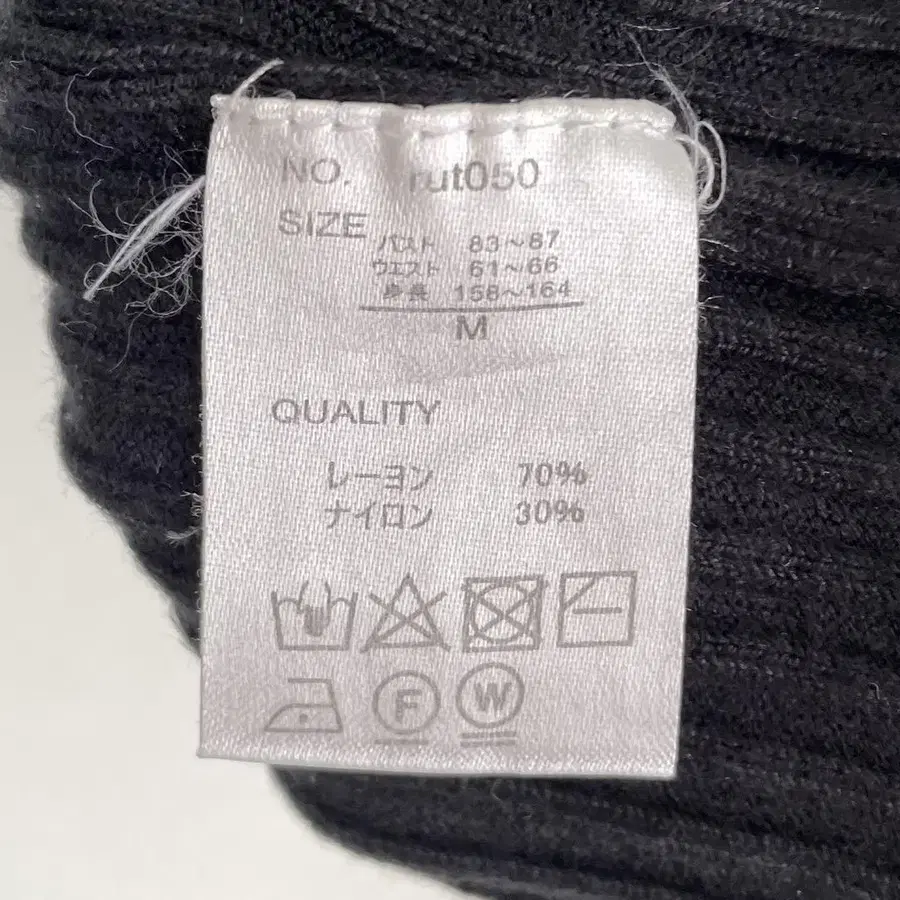 NO. rut050
SIZE
バスト 83～87
ウエスト 61～66
身長 158～164
M
QUALITY
レーヨン 70%
ナイロン 30%
F W